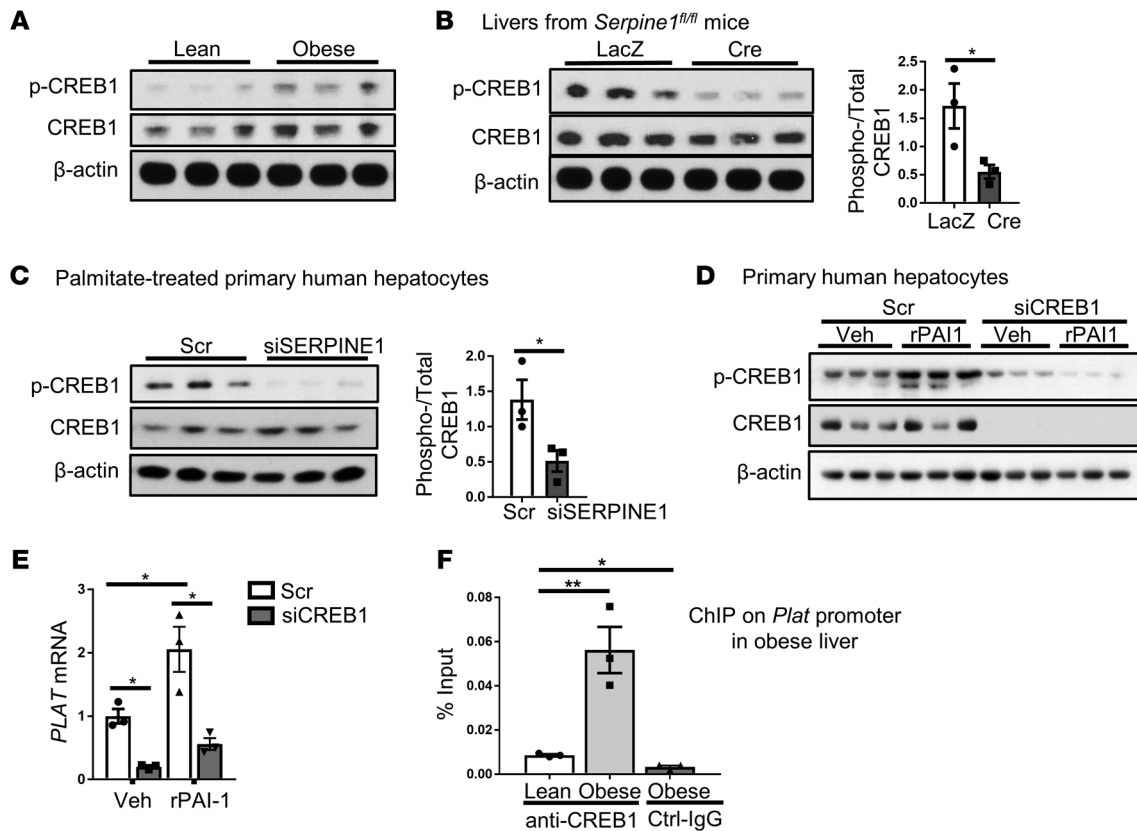 A
Lean Obese
p-CREB1
CREB1
β-actin
B Livers from Serpine1fl/fl mice
LacZ Cre
p-CREB1
CREB1
β-actin
*
Phospho-/Total
CREB1
2.5
2.0
1.5
1.0
0.5
0.0
LacZ Cre
C Palmitate-treated primary human hepatocytes
Scr siSERPINE1
p-CREB1
CREB1
β-actin
*
Phospho-/Total
CREB1
2.0
1.5
1.0
0.5
0.0
Scr siSERPINE1
D Primary human hepatocytes
Scr siCREB1
Veh rPAI1 Veh rPAI1
p-CREB1
CREB1
β-actin
E
PLAT mRNA
3
2
1
0
*
*
*
Veh rPAI-1
Scr
siCREB1
F
% Input
0.08
0.06
0.04
0.02
0.00
*
**
Lean Obese Obese
anti-CREB1 Ctrl-IgG
ChIP on Plat promoter
in obese liver